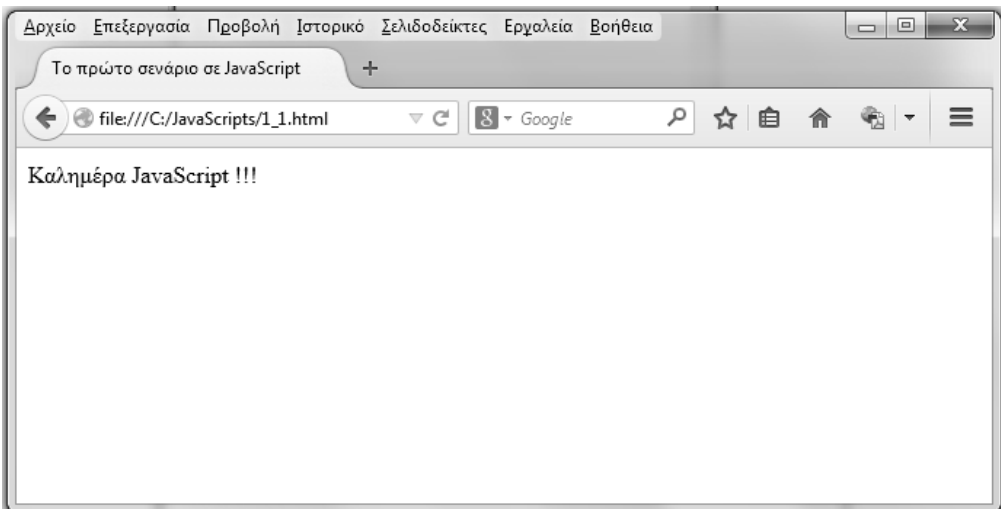 Αρχείο Επεξεργασία Προβολή Ιστορικό Σελιδοδείκτες Εργαλεία Βοήθεια
Το πρώτο σενάριο σε JavaScript
file:///C:/JavaScripts/1_1.html 8 Google
Καλημέρα JavaScript !!!